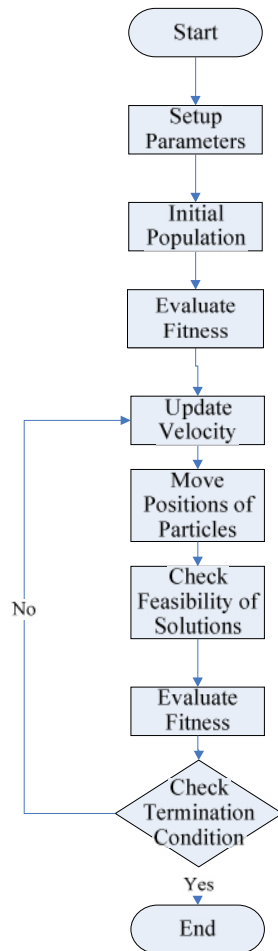 Start
Setup
Parameters
Initial
Population
Evaluate
Fitness
Update
Velocity
Move
Positions of
Particles
Check
Feasibility of
Solutions
No
Evaluate
Fitness
Check
Termination
Condition
Yes
End